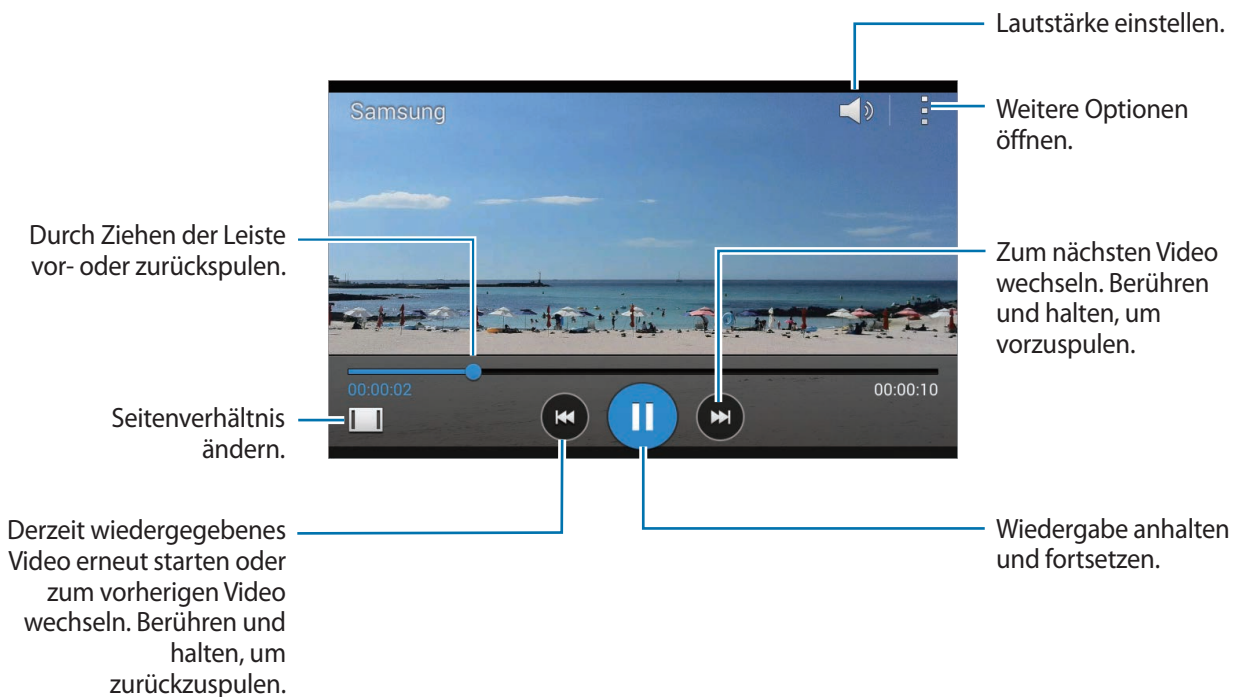 Lautstärke einstellen.
Samsung
Weitere Optionen
öffnen.
Durch Ziehen der Leiste
vor- oder zurückspulen.
Zum nächsten Video
wechseln. Berühren
und halten, um
vorzuspulen.
00:00:02
00:00:10
Seitenverhältnis
ändern.
Derzeit wiedergegebenes
Video erneut starten oder
zum vorherigen Video
wechseln. Berühren und
halten, um
zurückzuspulen.
Wiedergabe anhalten
und fortsetzen.